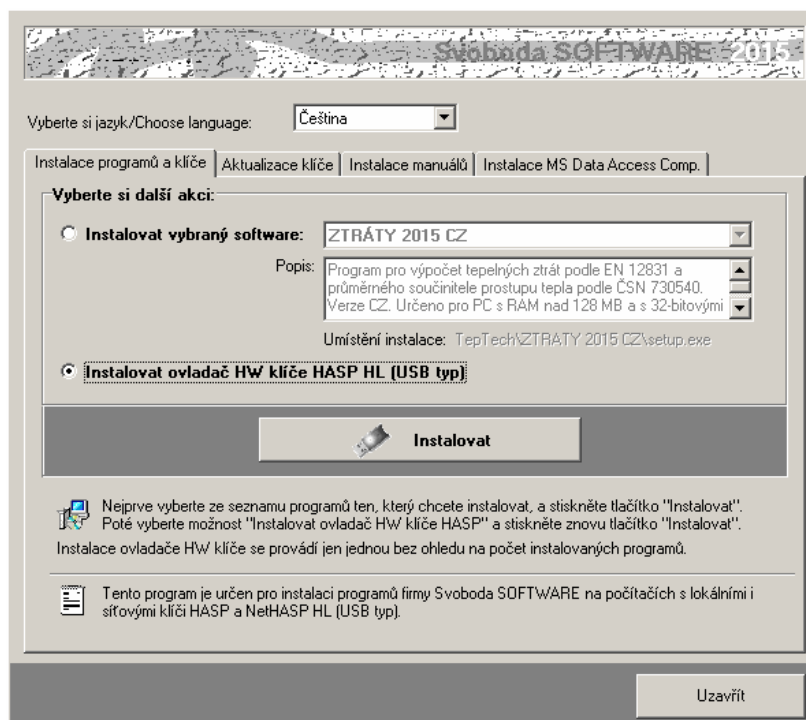 Svoboda SOFTWARE 2015
Vyberte si jazyk/Choose language: Čeština
Instalace programů a klíče Aktualizace klíče Instalace manuálů Instalace MS Data Access Comp.
Vyberte si další akci:
Instalovat vybraný software: ZTRÁTY 2015 CZ
Popis: Program pro výpočet tepelných ztrát podle EN 12831 a
průměrného součinitele prostupu tepla podle ČSN 730540.
Verze CZ. Určeno pro PC s RAM nad 128 MB a s 32-bitovými
Umístění instalace: TepTech\ZTRATY 2015 CZ\setup.exe
Instalovat ovladač HW klíče HASP HL (USB typ)
Instalovat
Nejprve vyberte ze seznamu programů ten, který chcete instalovat, a stiskněte tlačítko "Instalovat".
Poté vyberte možnost "Instalovat ovladač HW klíče HASP" a stiskněte znovu tlačítko "Instalovat".
Instalace ovladače HW klíče se provádí jen jednou bez ohledu na počet instalovaných programů.
Tento program je určen pro instalaci programů firmy Svoboda SOFTWARE na počítačích s lokálními i
síťovými klíči HASP a NetHASP HL (USB typ).
Uzavřít